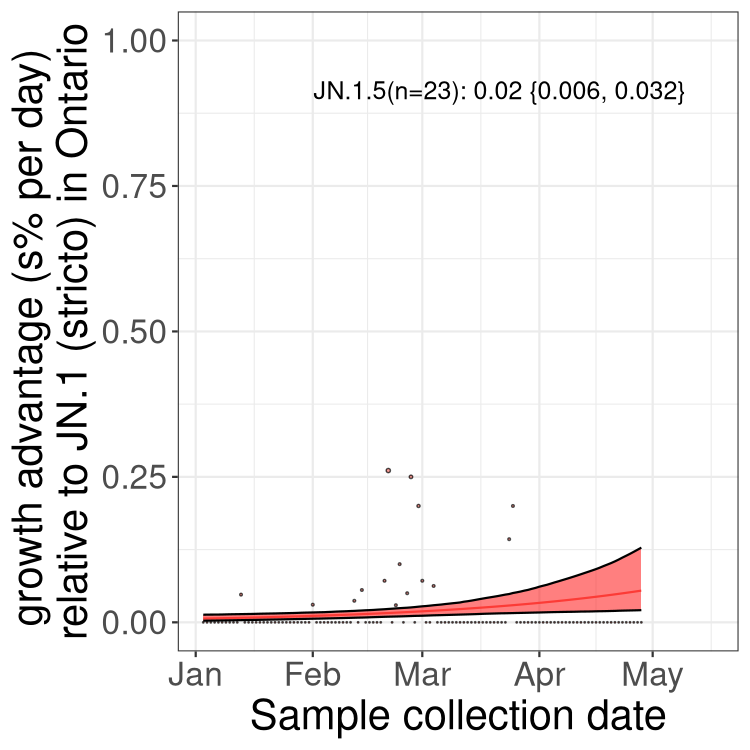 growth advantage (s% per day)
relative to JN.1 (stricto) in Ontario
1.00
0.75
0.50
0.25
0.00
JN.1.5(n=23): 0.02 {0.006, 0.032}
Jan Feb Mar Apr May
Sample collection date